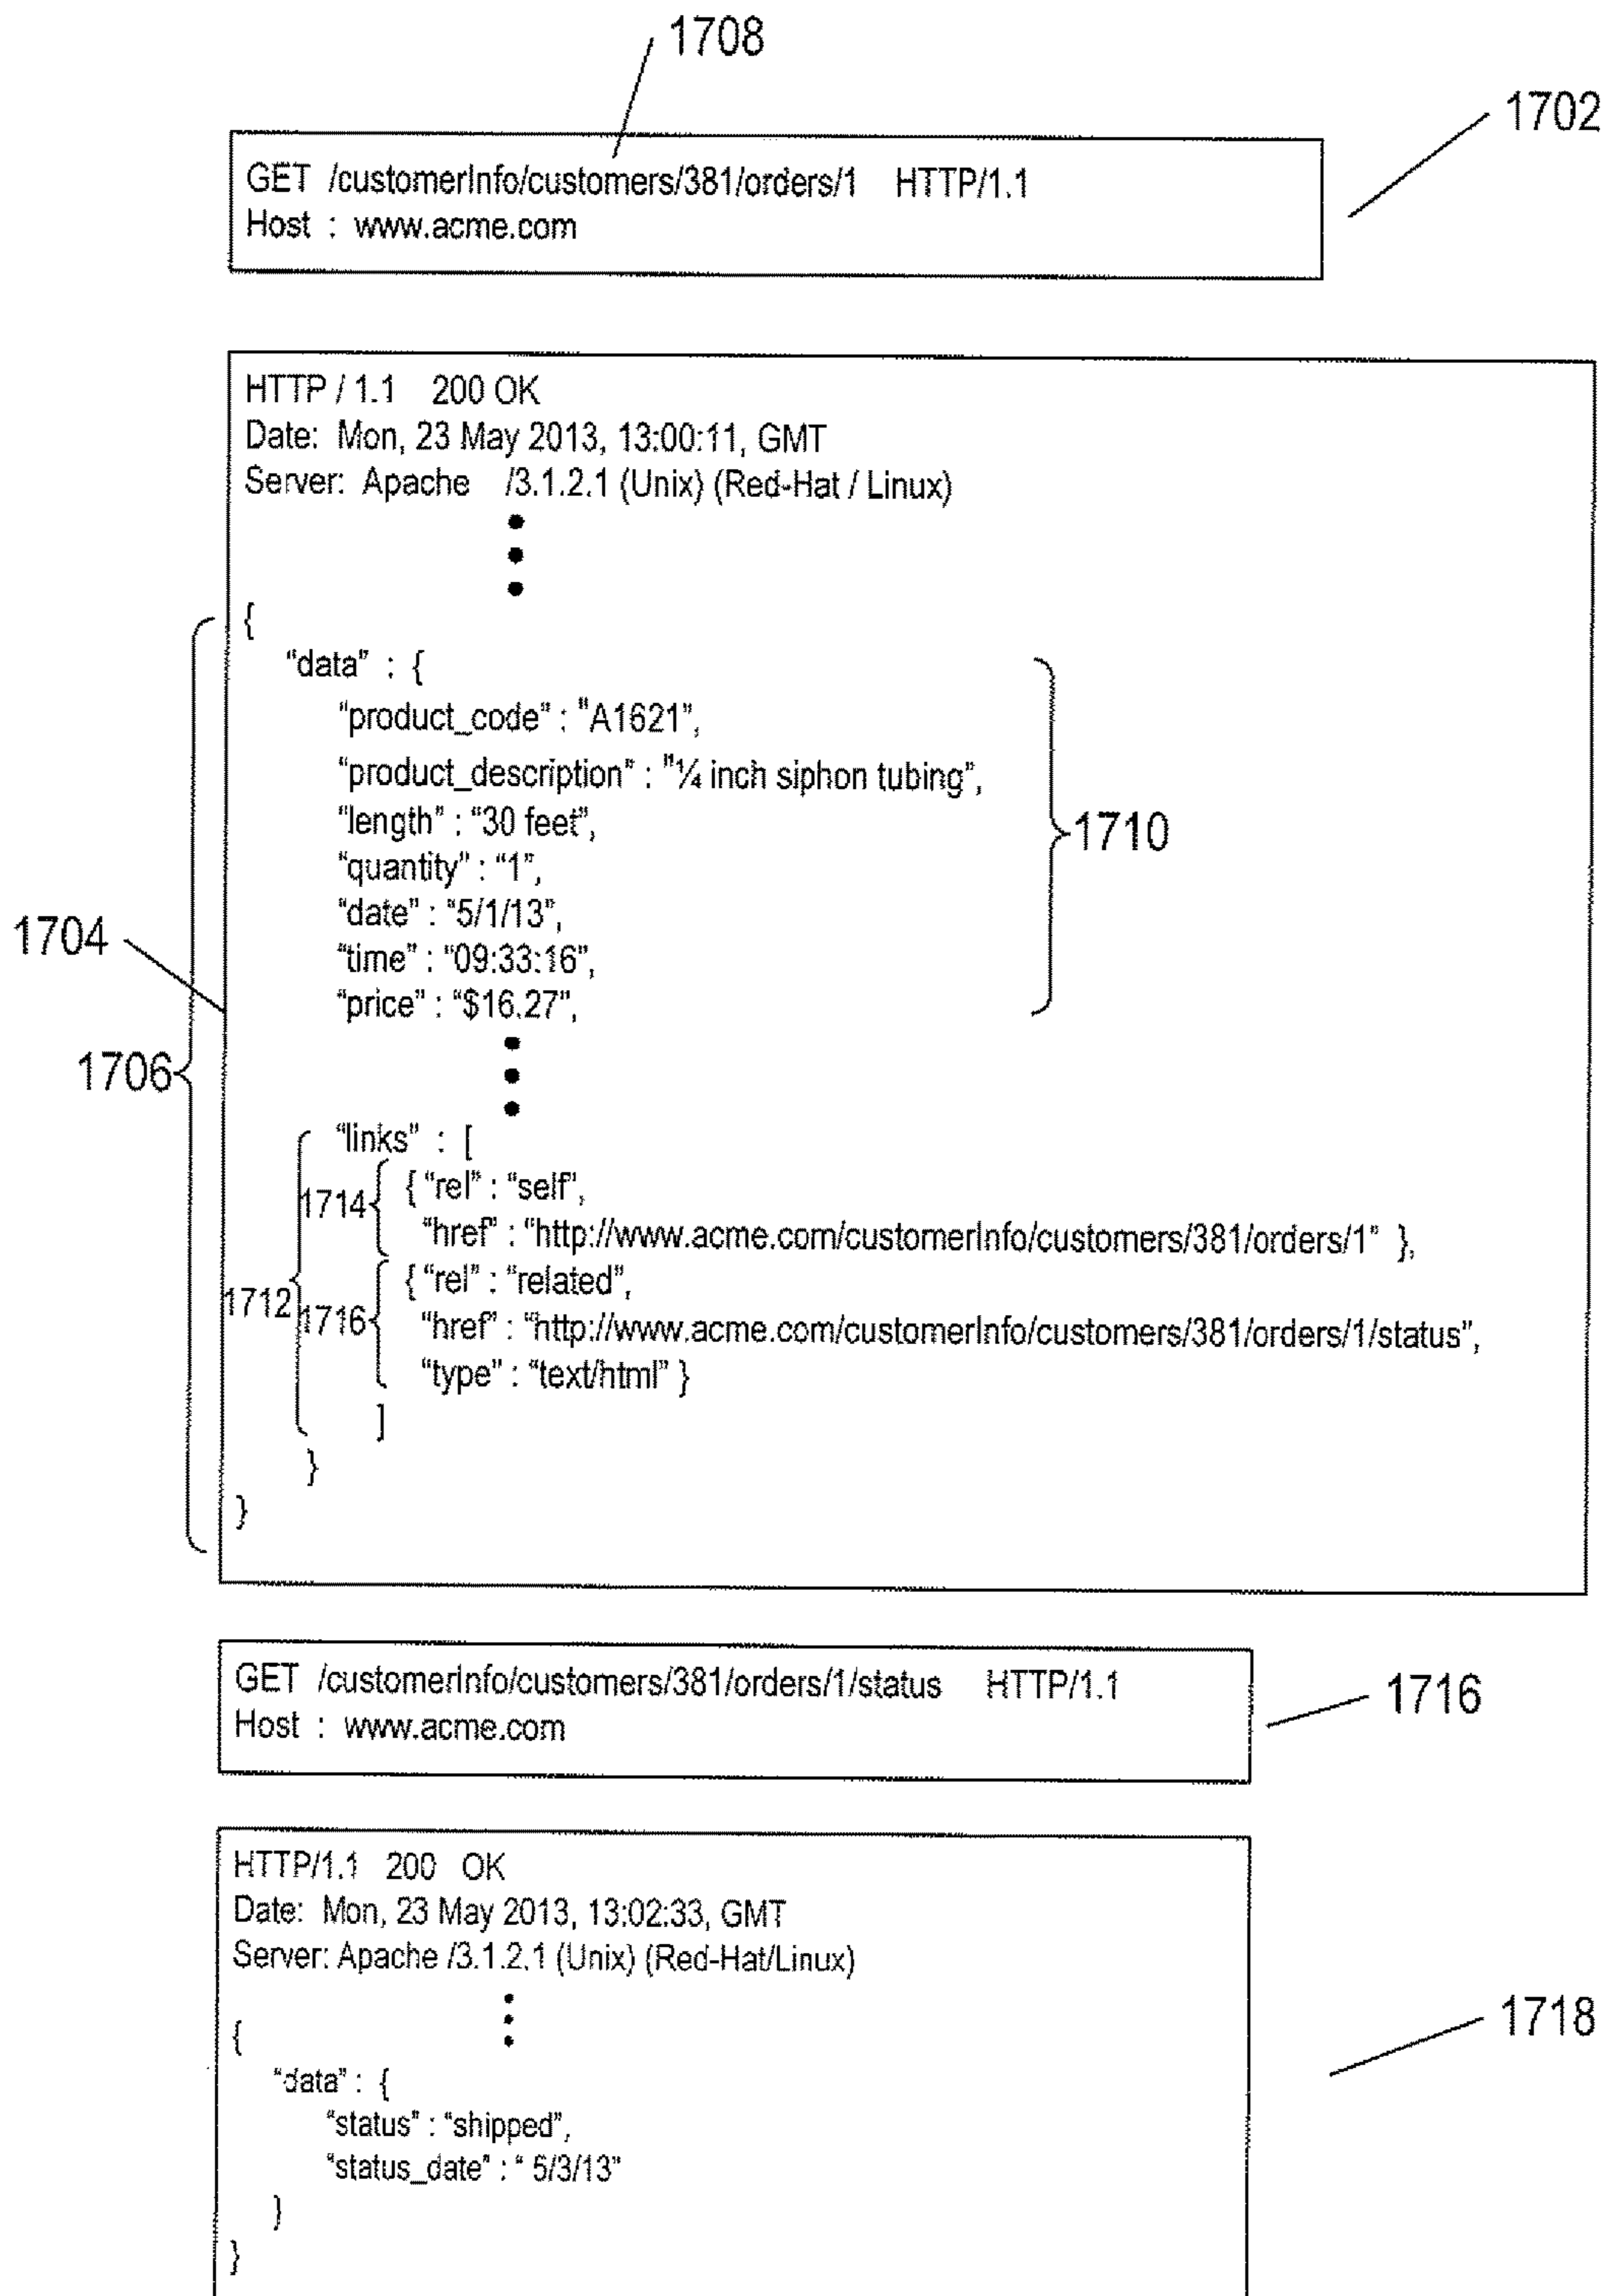 1708
1702
GET /customerInfo/customers/381/orders/1 HTTP/1.1
Host : www.acme.com
HTTP / 1.1 200 OK
Date: Mon, 23 May 2013, 13:00:11, GMT
Server: Apache /3.1.2.1 (Unix) (Red-Hat / Linux)
{
“data” : {
“product_code” : "A1621”,
“product_description” : "¼ inch siphon tubing”,
“length” : “30 feet”,
1710
“quantity” : “1”,
“date” : “5/1/13”,
1704
“time” : “09:33:16”,
“price” : “$16.27”,
1706
“links” : [
1714 { “rel” : “self”,
“href” : “http://www.acme.com/customerInfo/customers/381/orders/1” },
{ “rel” : “related”,
1712 1716 “href” : “http://www.acme.com/customerInfo/customers/381/orders/1/status”,
“type” : “text/html” }
]
}
}
GET /customerInfo/customers/381/orders/1/status HTTP/1.1
1716
Host : www.acme.com
HTTP/1.1 200 OK
Date: Mon, 23 May 2013, 13:02:33, GMT
Server: Apache /3.1.2.1 (Unix) (Red-Hat/Linux)
1718
{
“data” : {
“status” : “shipped”,
“status_date” : “ 5/3/13”
}
}